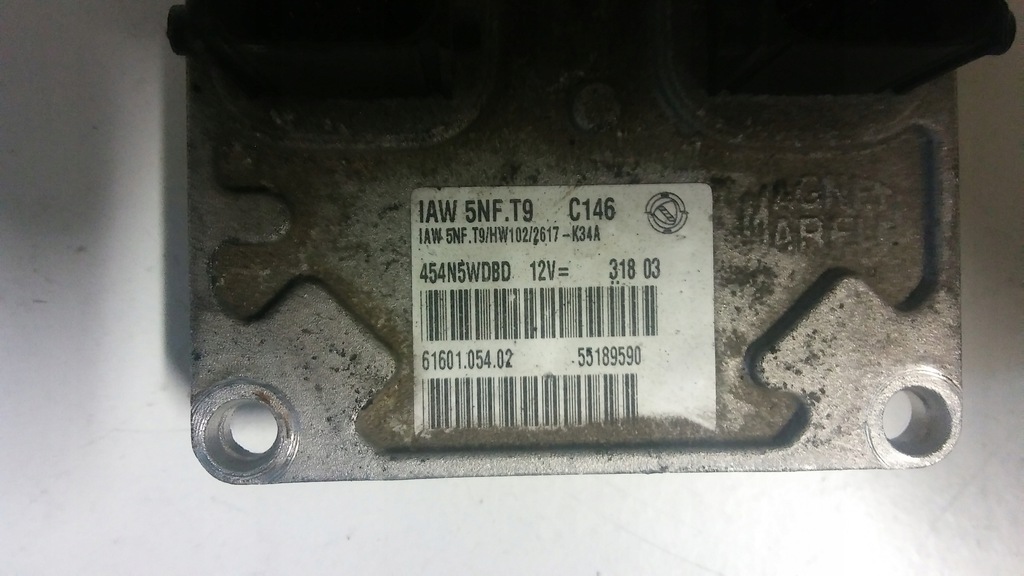 IAW 5NF.T9 C146
IAW 5NF.T9/HW102/2617-K34A
454N5WDBD 12V= 318 03
61601.054.02 55189590